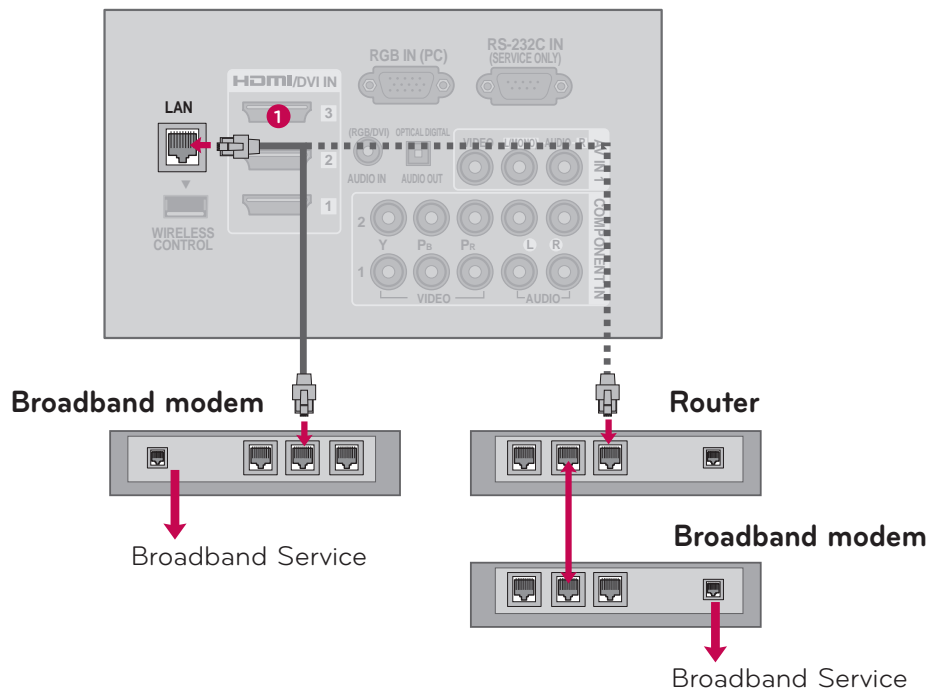 RGB IN (PC)
RS-232C IN
(SERVICE ONLY)
HDMI/DVI IN
LAN
1
3
2
1
(RGB/DVI)
AUDIO IN
OPTICAL DIGITAL
AUDIO OUT
VIDEO
L(MONO)
AUDIO
R
AV IN 1
WIRELESS
CONTROL
2
Y
PB
PR
L
R
1
VIDEO
AUDIO
COMPONENT IN
Broadband modem
Broadband Service
Router
Broadband modem
Broadband Service